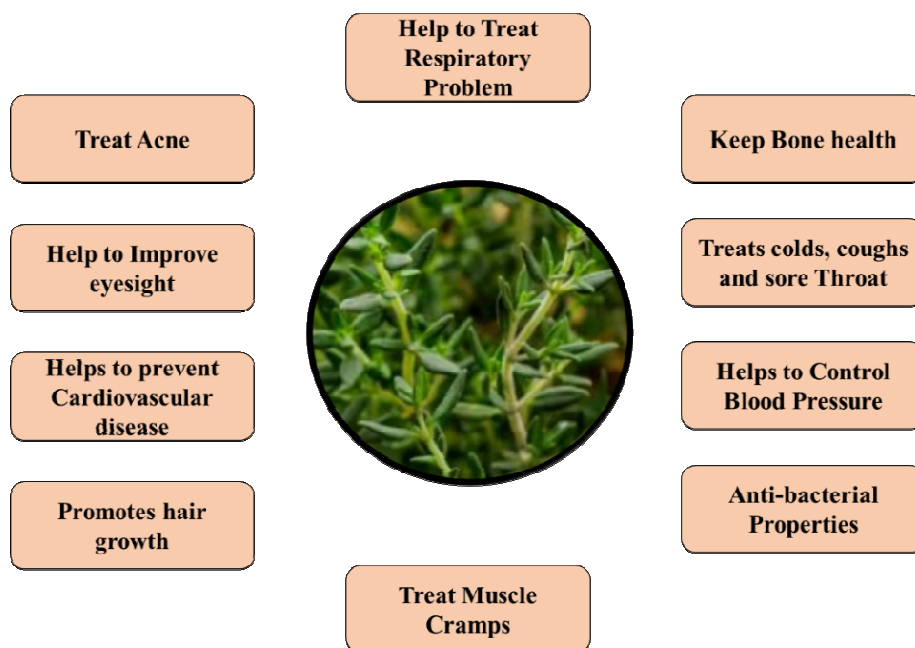 Help to Treat
Respiratory
Problem
Treat Acne
Keep Bone health
Help to Improve
eyesight
Treats colds, coughs
and sore Throat
Helps to prevent
Cardiovascular
disease
Helps to Control
Blood Pressure
Promotes hair
growth
Anti-bacterial
Properties
Treat Muscle
Cramps